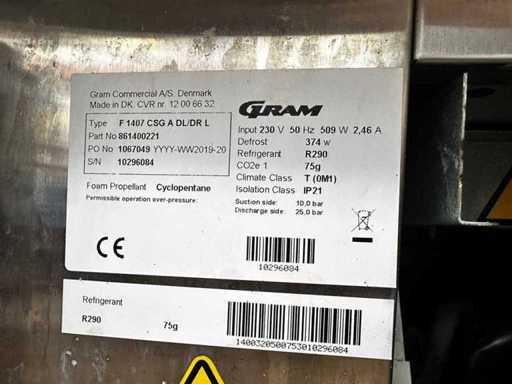 Gram Commercial A/S. Denmark
Made in DK. CVR nr. 12 00 66 32
Type F 1407 CSG A DL/DR L
Part No 861400221
PO No 1067049 YYYY-WW2019-20
S/N 10296084
Foam Propellant Cyclopentane
Permissible operation over-pressure:
CE
GRAM
Input 230 V 50 Hz 509 W 2,46 A
Defrost 374 w
Refrigerant R290
CO2e 1 75g
Climate Class T (0M1)
Isolation Class IP21
Suction side: 10,0 bar
Discharge side: 25,0 bar
10296084
Refrigerant
R290 75g
1400320500753010296084